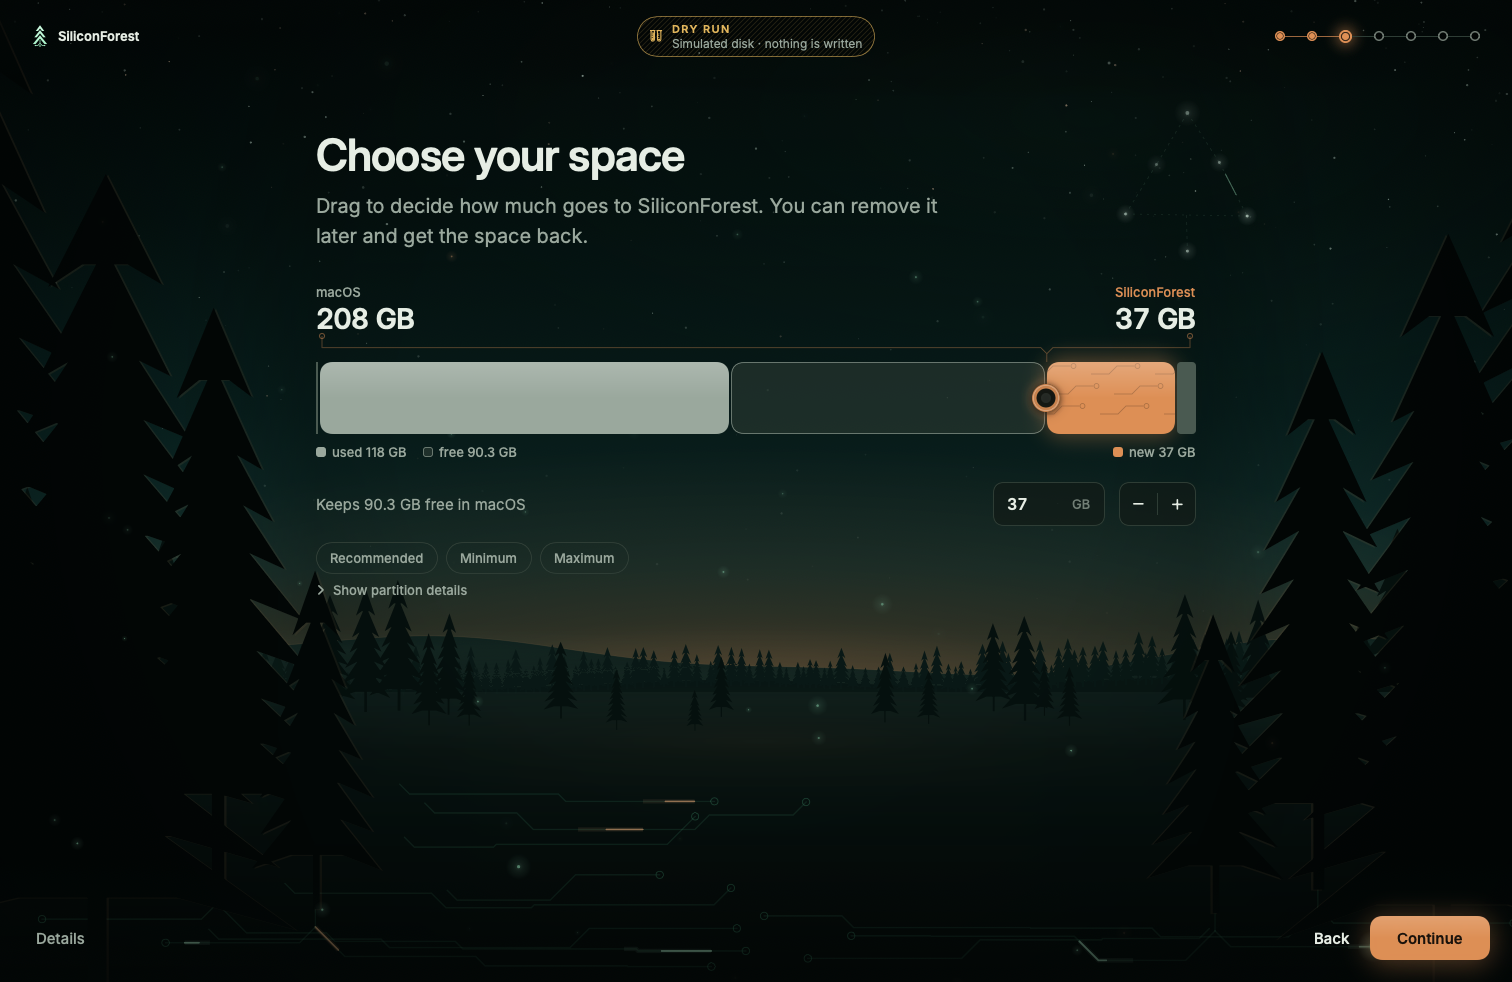 SiliconForest
DRY RUN
Simulated disk · nothing is written
Choose your space
Drag to decide how much goes to SiliconForest. You can remove it
later and get the space back.
macOS
SiliconForest
208 GB
37 GB
used 118 GB
free 90.3 GB
new 37 GB
Keeps 90.3 GB free in macOS
37
GB
− +
Recommended
Minimum
Maximum
Show partition details
Details
Back
Continue